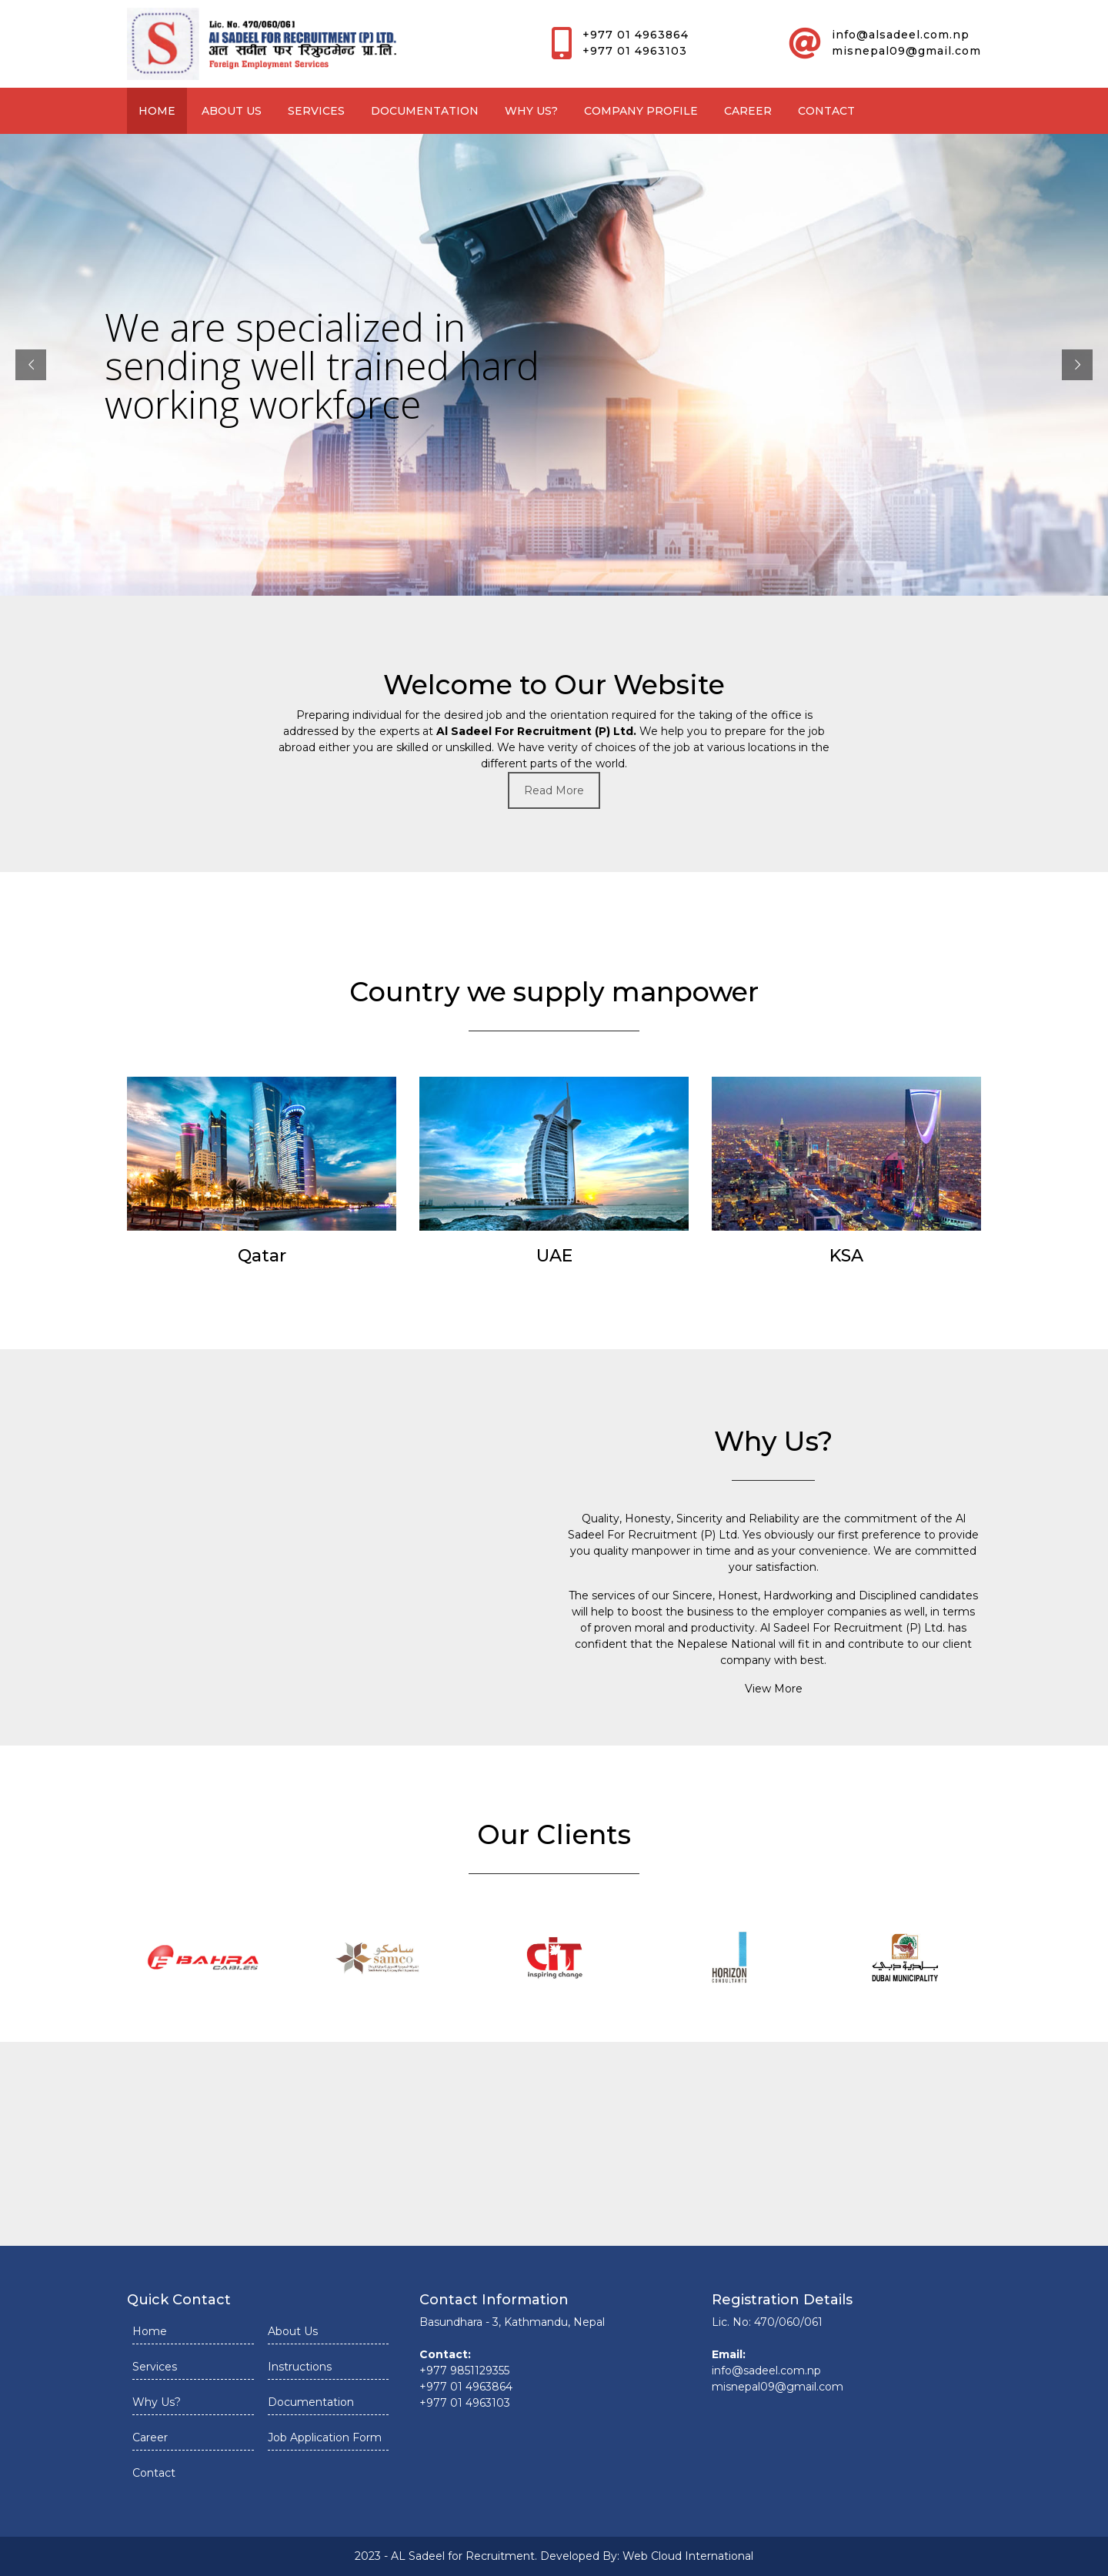 Lic. No. 470/060/061
Al SADEEL FOR RECRUITMENT (P) LTD.
अल सदील फर रिक्रुटमेन्ट प्रा.लि.
Foreign Employment Services
S
+977 01 4963864
+977 01 4963103
info@alsadeel.com.np
misnepal09@gmail.com
HOME ABOUT US SERVICES DOCUMENTATION WHY US? COMPANY PROFILE CAREER CONTACT
We are specialized in
sending well trained hard
working workforce
Welcome to Our Website
Preparing individual for the desired job and the orientation required for the taking of the office is
addressed by the experts at Al Sadeel For Recruitment (P) Ltd. We help you to prepare for the job
abroad either you are skilled or unskilled. We have verity of choices of the job at various locations in the
different parts of the world.
Read More
Country we supply manpower
Qatar
UAE
KSA
Why Us?
Quality, Honesty, Sincerity and Reliability are the commitment of the Al
Sadeel For Recruitment (P) Ltd. Yes obviously our first preference to provide
you quality manpower in time and as your convenience. We are committed
your satisfaction.
The services of our Sincere, Honest, Hardworking and Disciplined candidates
will help to boost the business to the employer companies as well, in terms
of proven moral and productivity. Al Sadeel For Recruitment (P) Ltd. has
confident that the Nepalese National will fit in and contribute to our client
company with best.
View More
Our Clients
BAHRA
CABLES
سامكو
samco
CiT
inspiring change
HORIZON
CONSULTANTS
بلدية دبي
DUBAI MUNICIPALITY
Quick Contact
Home
About Us
Services
Instructions
Why Us?
Documentation
Career
Job Application Form
Contact
Contact Information
Basundhara - 3, Kathmandu, Nepal
Contact:
+977 9851129355
+977 01 4963864
+977 01 4963103
Registration Details
Lic. No: 470/060/061
Email:
info@sadeel.com.np
misnepal09@gmail.com
2023 - AL Sadeel for Recruitment. Developed By: Web Cloud International